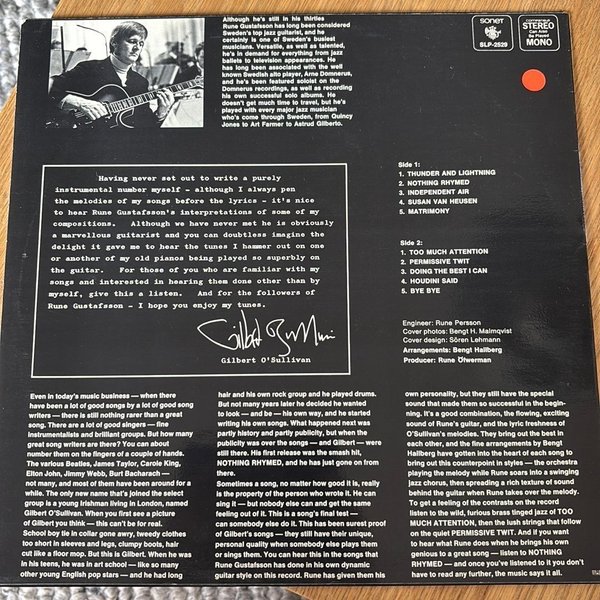 Although he's still in his thirties
Rune Gustafsson has long been considered
Sweden's top jazz guitarist, and he
certainly is one of Sweden's busiest
musicians. Versatile, as well as talented,
he's in demand for everything from jazz
ballets to television appearances. He
has long been associated with the well
known Swedish alto player, Arne Domnerus,
and he's been featured soloist on the
Domnerus recordings, as well as recording
his own successful solo albums. He
doesn't get much time to travel, but he's
played with every major jazz musician
who's come through Sweden, from Quincy
Jones to Art Farmer to Astrud Gilberto.
sonet
SLP-2529
COMPATIBLE
STEREO
Can Also
Be Played
MONO
Having never set out to write a purely
instrumental number myself - although I always pen
the melodies of my songs before the lyrics - it's nice
to hear Rune Gustafsson's interpretations of some of my
compositions. Although we have never met he is obviously
a marvellous guitarist and you can doubtless imagine the
delight it gave me to hear the tunes I hammer out on one
or another of my old pianos being played so superbly on
the guitar. For those of you who are familiar with my
songs and interested in hearing them done other than by
myself, give this a listen. And for the followers of
Rune Gustafsson - I hope you enjoy my tunes.
Gilbert O'Sullivan
Gilbert O'Sullivan
Side 1:
1. THUNDER AND LIGHTNING
2. NOTHING RHYMED
3. INDEPENDENT AIR
4. SUSAN VAN HEUSEN
5. MATRIMONY
Side 2:
1. TOO MUCH ATTENTION
2. PERMISSIVE TWIT
3. DOING THE BEST I CAN
4. HOUDINI SAID
5. BYE BYE
Engineer: Rune Persson
Cover photos: Bengt H. Malmqvist
Cover design: Sören Lehmann
Arrangements: Bengt Hallberg
Producer: Rune Öfwerman
Even in today's music business — when there
have been a lot of good songs by a lot of good song
writers — there is still nothing rarer than a great
song. There are a lot of good singers — fine
instrumentalists and brilliant groups. But how many
great song writers are there? You can about
number them on the fingers of a couple of hands.
The various Beatles, James Taylor, Carole King,
Elton John, Jimmy Webb, Burt Bacharach —
not many, and most of them have been around for a
while. The only new name that's joined the select
group is a young Irishman living in London, named
Gilbert O'Sullivan. When you first see a picture
of Gilbert you think — this can't be for real.
School boy tie in collar gone awry, tweedy clothes
too short in sleeves and legs, clumpy boots, hair
cut like a floor mop. But this is Gilbert. When he was
in his teens, he was in art school — like so many
other young English pop stars — and he had long
hair and his own rock group and he played drums.
But not many years later he decided he wanted
to look — and be — his own way, and he started
writing his own songs. What happened next was
partly history and partly publicity, but when the
publicity was over the songs — and Gilbert — were
still there. His first release was the smash hit,
NOTHING RHYMED, and he has just gone on from
there.
Sometimes a song, no matter how good it is, really
is the property of the person who wrote it. He can
sing it — but nobody else can and get the same
feeling out of it. This is a song's final test —
can somebody else do it. This has been surest proof
of Gilbert's songs — they still have their unique,
personal quality when somebody else plays them
or sings them. You can hear this in the songs that
Rune Gustafsson has done in his own dynamic
guitar style on this record. Rune has given them his
own personality, but they still have the special
sound that made them so successful in the begin-
ning. It's a good combination, the flowing, exciting
sound of Rune's guitar, and the lyric freshness of
O'Sullivan's melodies. They bring out the best in
each other, and the fine arrangements by Bengt
Hallberg have gotten into the heart of each song to
bring out this counterpoint in styles — the orchestra
playing the melody while Rune soars into a swinging
jazz chorus, then spreading a rich texture of sound
behind the guitar when Rune takes over the melody.
To get a feeling of the contrasts on the record
listen to the wild, furious brass tinged jazz of TOO
MUCH ATTENTION, then the lush strings that follow
on the quiet PERMISSIVE TWIT. And if you want
to hear what Rune does when he brings his own
genious to a great song — listen to NOTHING
RHYMED — and once you've listened to it you don't
have to read any further, the music says it all.